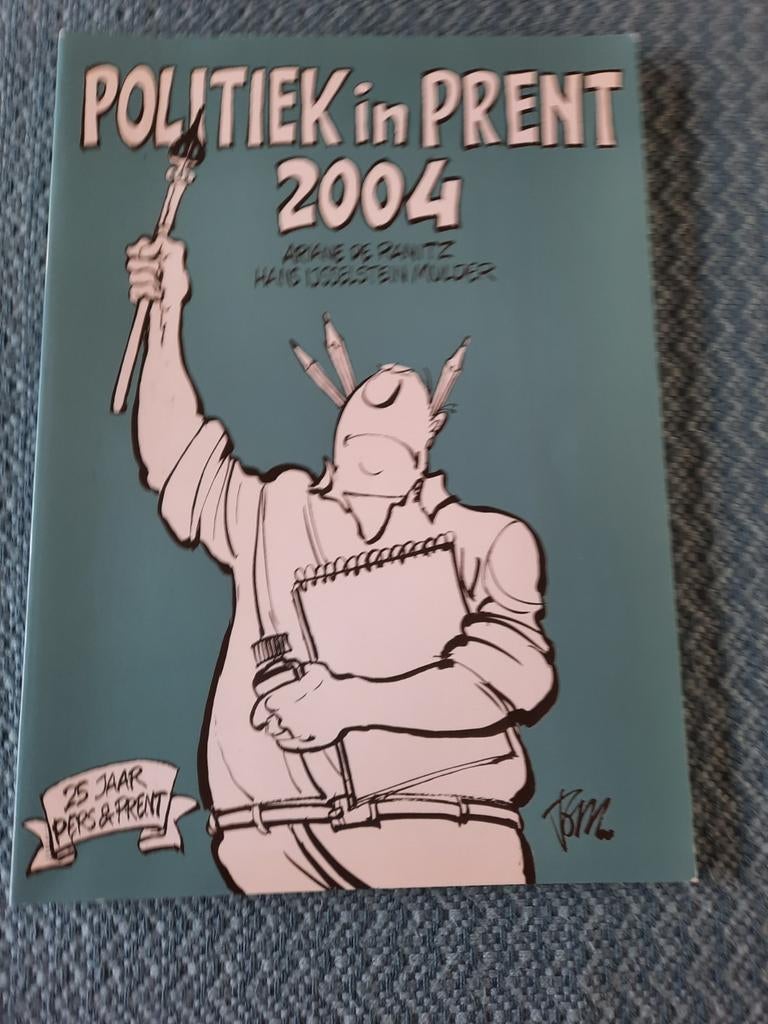 POLITIEK in PRENT
2004
ARIANE DE RANITZ
HANS IJSSELSTEIN MULDER
25 JAAR
PERS & PRENT